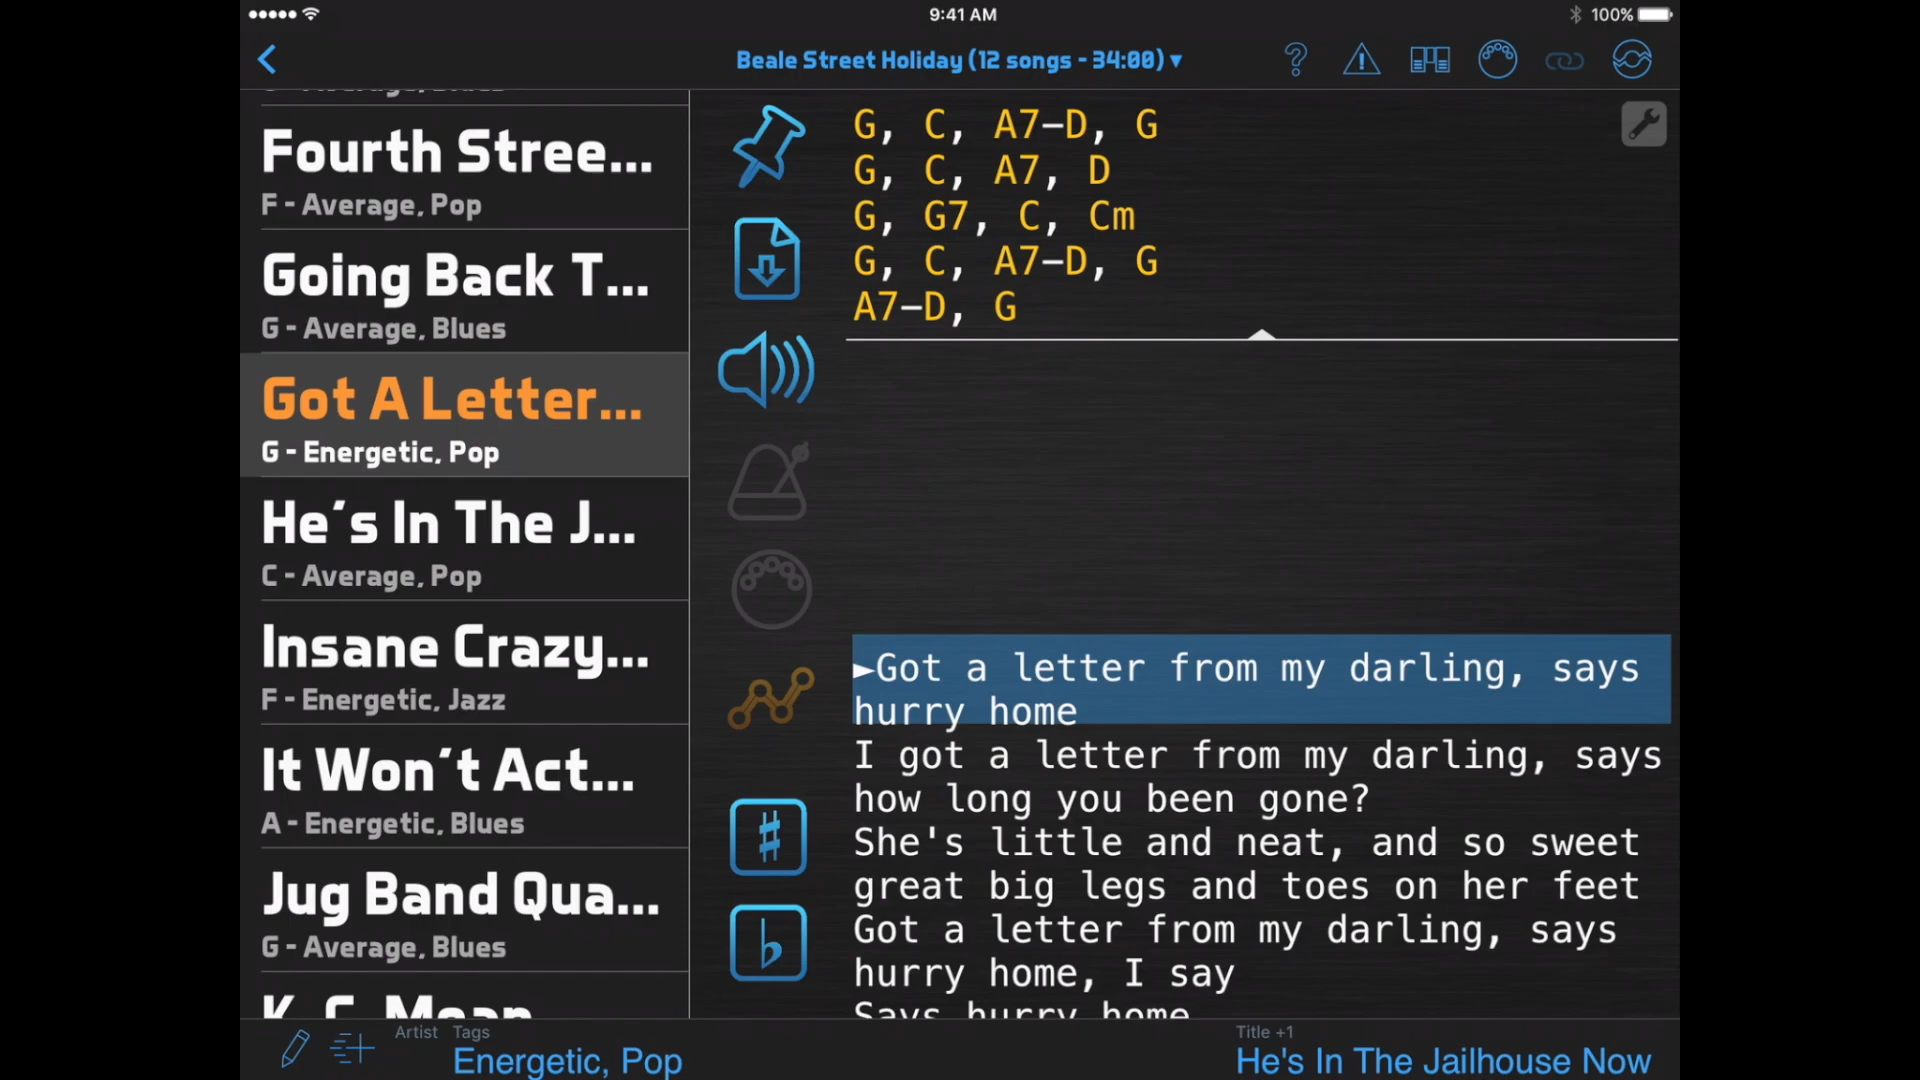 9:41 AM
100%
Beale Street Holiday (12 songs - 34:00) ▾
Fourth Stree...
F - Average, Pop
Going Back T...
G - Average, Blues
Got A Letter...
G - Energetic, Pop
He's In The J...
C - Average, Pop
Insane Crazy...
F - Energetic, Jazz
It Won't Act...
A - Energetic, Blues
Jug Band Qua...
G - Average, Blues
K. C. Moan
G, C, A7–D, G
G, C, A7, D
G, G7, C, Cm
G, C, A7–D, G
A7–D, G
►Got a letter from my darling, says
hurry home
I got a letter from my darling, says
how long you been gone?
She's little and neat, and so sweet
great big legs and toes on her feet
Got a letter from my darling, says
hurry home, I say
Says hurry home
Artist Tags
Energetic, Pop
Title +1
He's In The Jailhouse Now